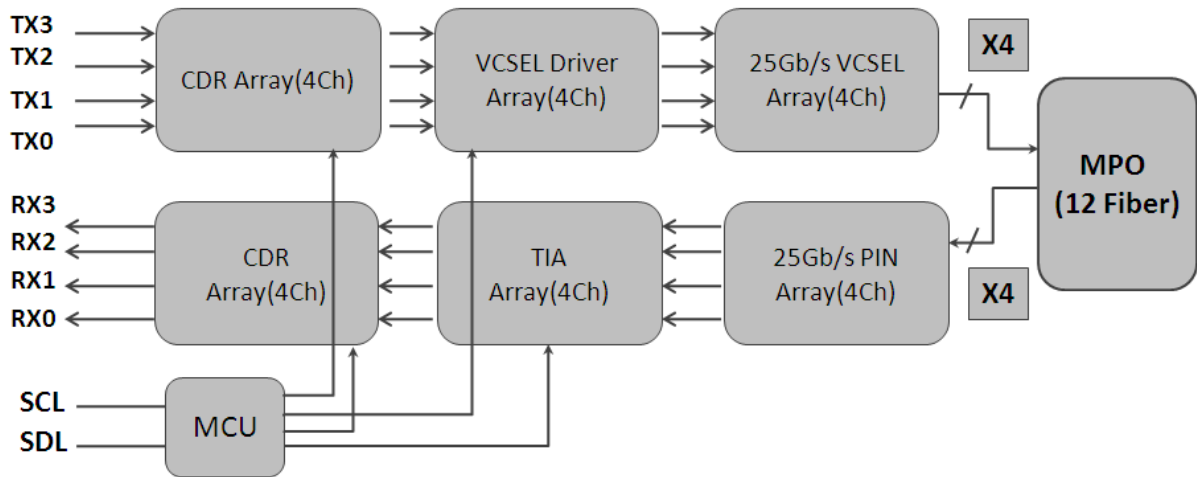 TX3
TX2
TX1
TX0
CDR Array(4Ch)
VCSEL Driver
Array(4Ch)
25Gb/s VCSEL
Array(4Ch)
X4
MPO
(12 Fiber)
RX3
RX2
RX1
RX0
CDR
Array(4Ch)
TIA
Array(4Ch)
25Gb/s PIN
Array(4Ch)
X4
SCL
SDL
MCU